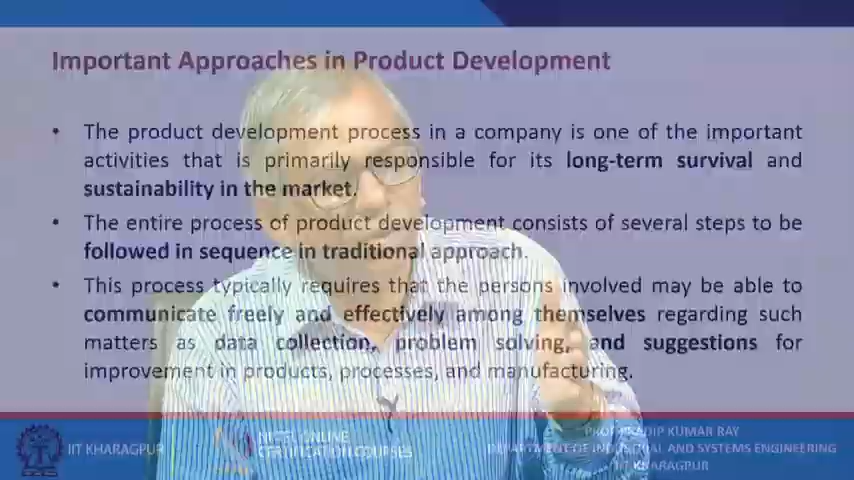 Important Approaches in Product Development
• The product development process in a company is one of the important
activities that is primarily responsible for its long-term survival and
sustainability in the market.
• The entire process of product development consists of several steps to be
followed in sequence in traditional approach.
• This process typically requires that the persons involved may be able to
communicate freely and effectively among themselves regarding such
matters as data collection, problem solving, and suggestions for
improvement in products, processes, and manufacturing.
IIT KHARAGPUR
NPTEL ONLINE
CERTIFICATION COURSES
PROF PRADIP KUMAR RAY
DEPARTMENT OF INDUSTRIAL AND SYSTEMS ENGINEERING
IIT KHARAGPUR